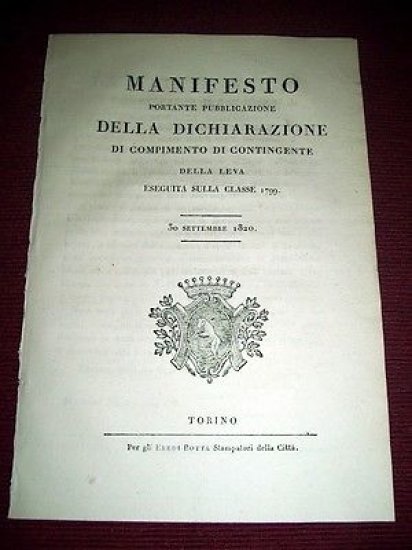 MANIFESTO
PORTANTE PUBBLICAZIONE
DELLA DICHIARAZIONE
DI COMPIMENTO DI CONTINGENTE
DELLA LEVA
ESEGUITA SULLA CLASSE 1799.
30 SETTEMBRE 1820.
TORINO
Per gli EREDI BOTTA Stampatori della Città.